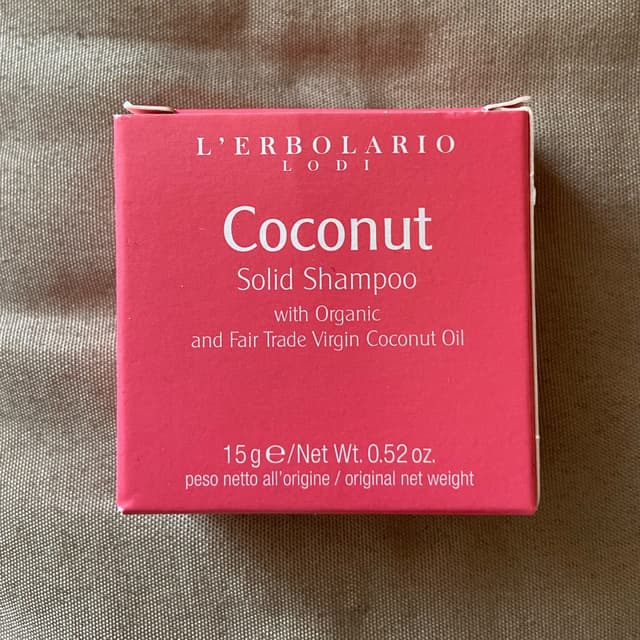 L'ERBOLARIO
LODI
Coconut
Solid Shampoo
with Organic
and Fair Trade Virgin Coconut Oil
15 g ℮/Net Wt. 0.52 oz.
peso netto all'origine / original net weight